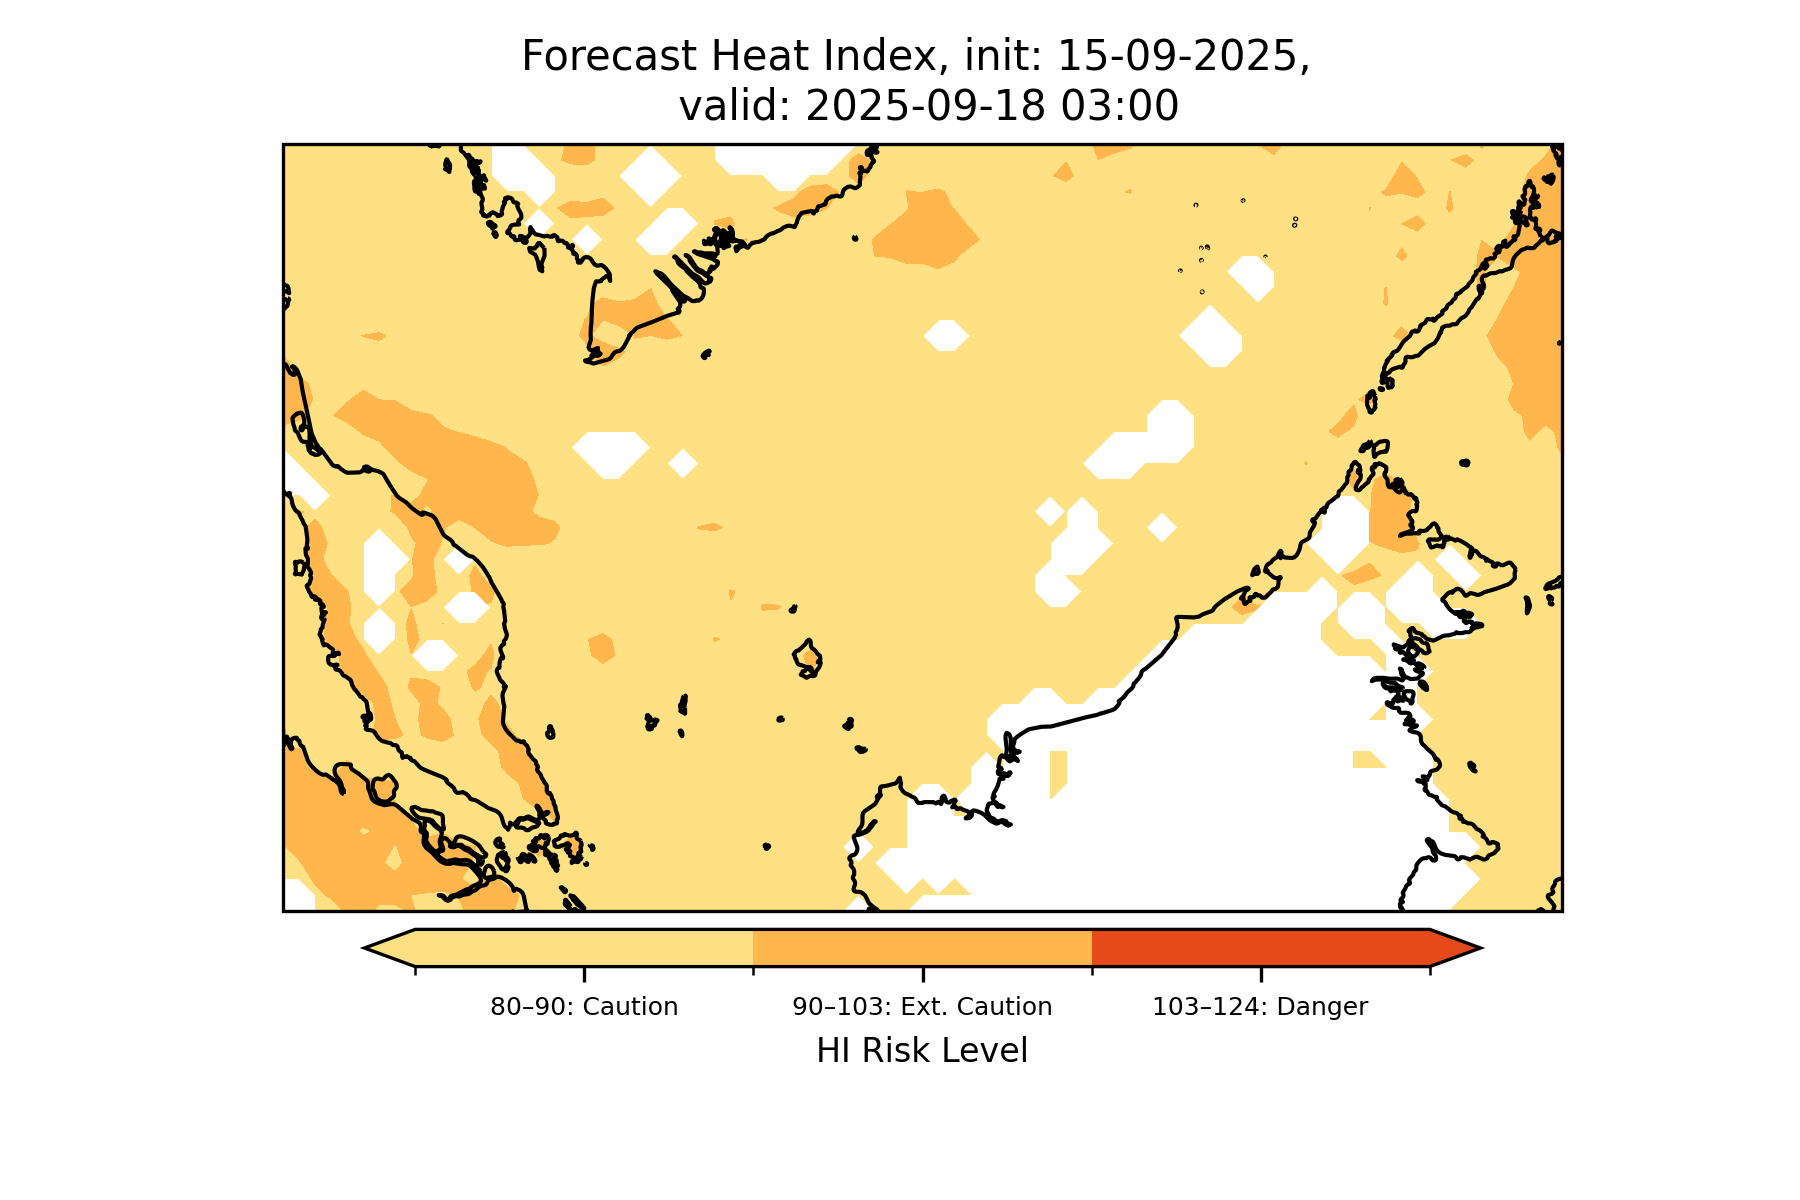 Forecast Heat Index, init: 15-09-2025,
valid: 2025-09-18 03:00
80–90: Caution
90–103: Ext. Caution
103–124: Danger
HI Risk Level